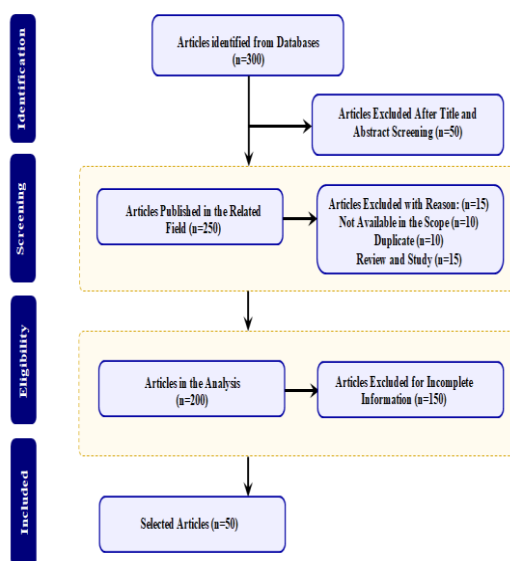 Identification
Articles identified from Databases
(n=300)
Articles Excluded After Title and
Abstract Screening (n=50)
Screening
Articles Published in the Related
Field (n=250)
Articles Excluded with Reason: (n=15)
Not Available in the Scope (n=10)
Duplicate (n=10)
Review and Study (n=15)
Eligibility
Articles in the Analysis
(n=200)
Articles Excluded for Incomplete
Information (n=150)
Included
Selected Articles (n=50)